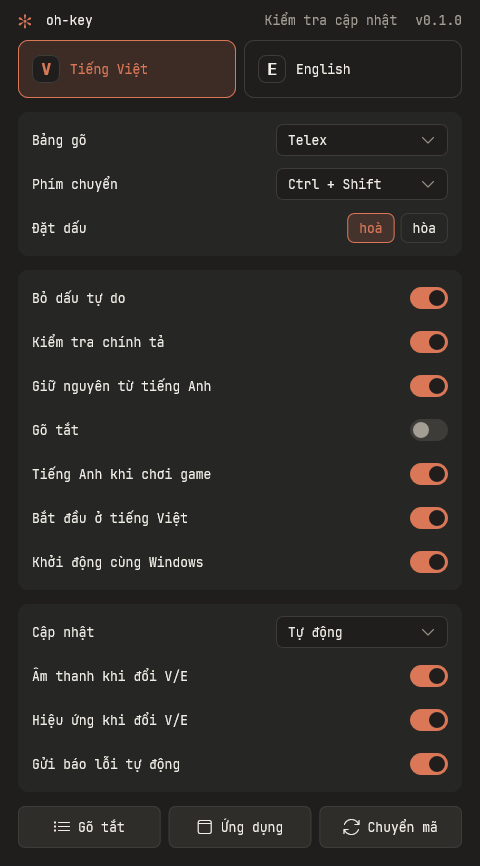 oh-key Kiểm tra cập nhật v0.1.0
V Tiếng Việt E English
Bảng gõ Telex
Phím chuyển Ctrl + Shift
Đặt dấu hoà hòa
Bỏ dấu tự do
Kiểm tra chính tả
Giữ nguyên từ tiếng Anh
Gõ tắt
Tiếng Anh khi chơi game
Bắt đầu ở tiếng Việt
Khởi động cùng Windows
Cập nhật Tự động
Âm thanh khi đổi V/E
Hiệu ứng khi đổi V/E
Gửi báo lỗi tự động
Gõ tắt Ứng dụng Chuyển mã